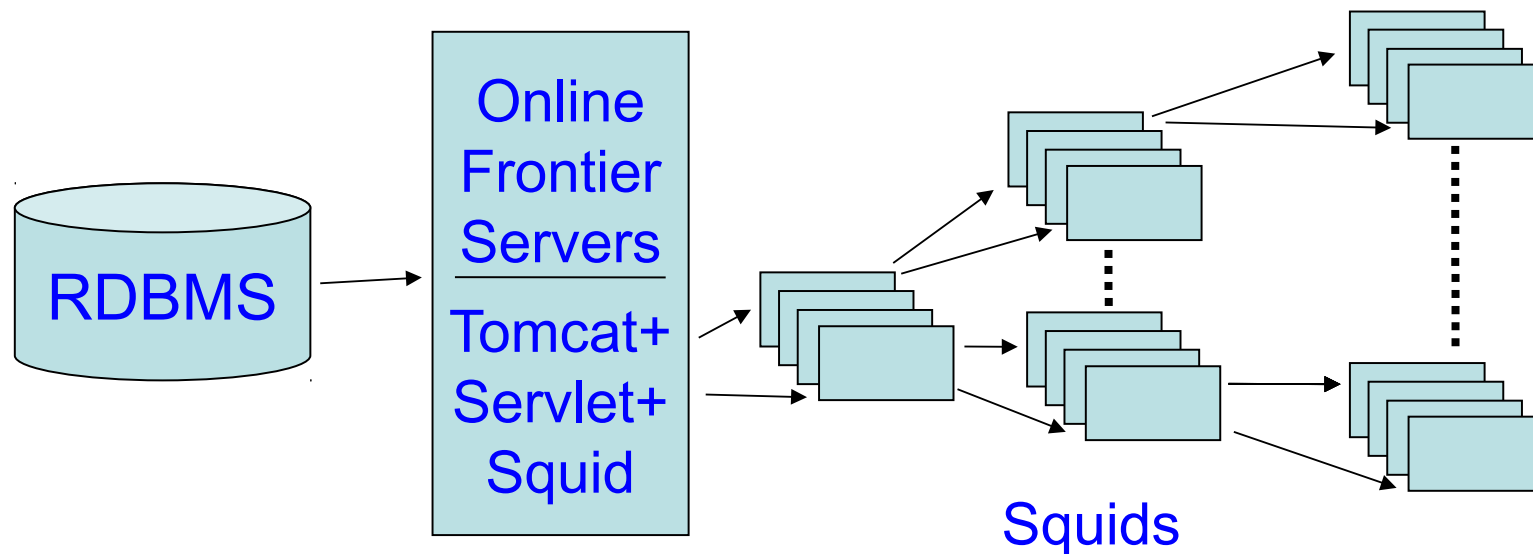 RDBMS
Online
Frontier
Servers
Tomcat+
Servlet+
Squid
Squids